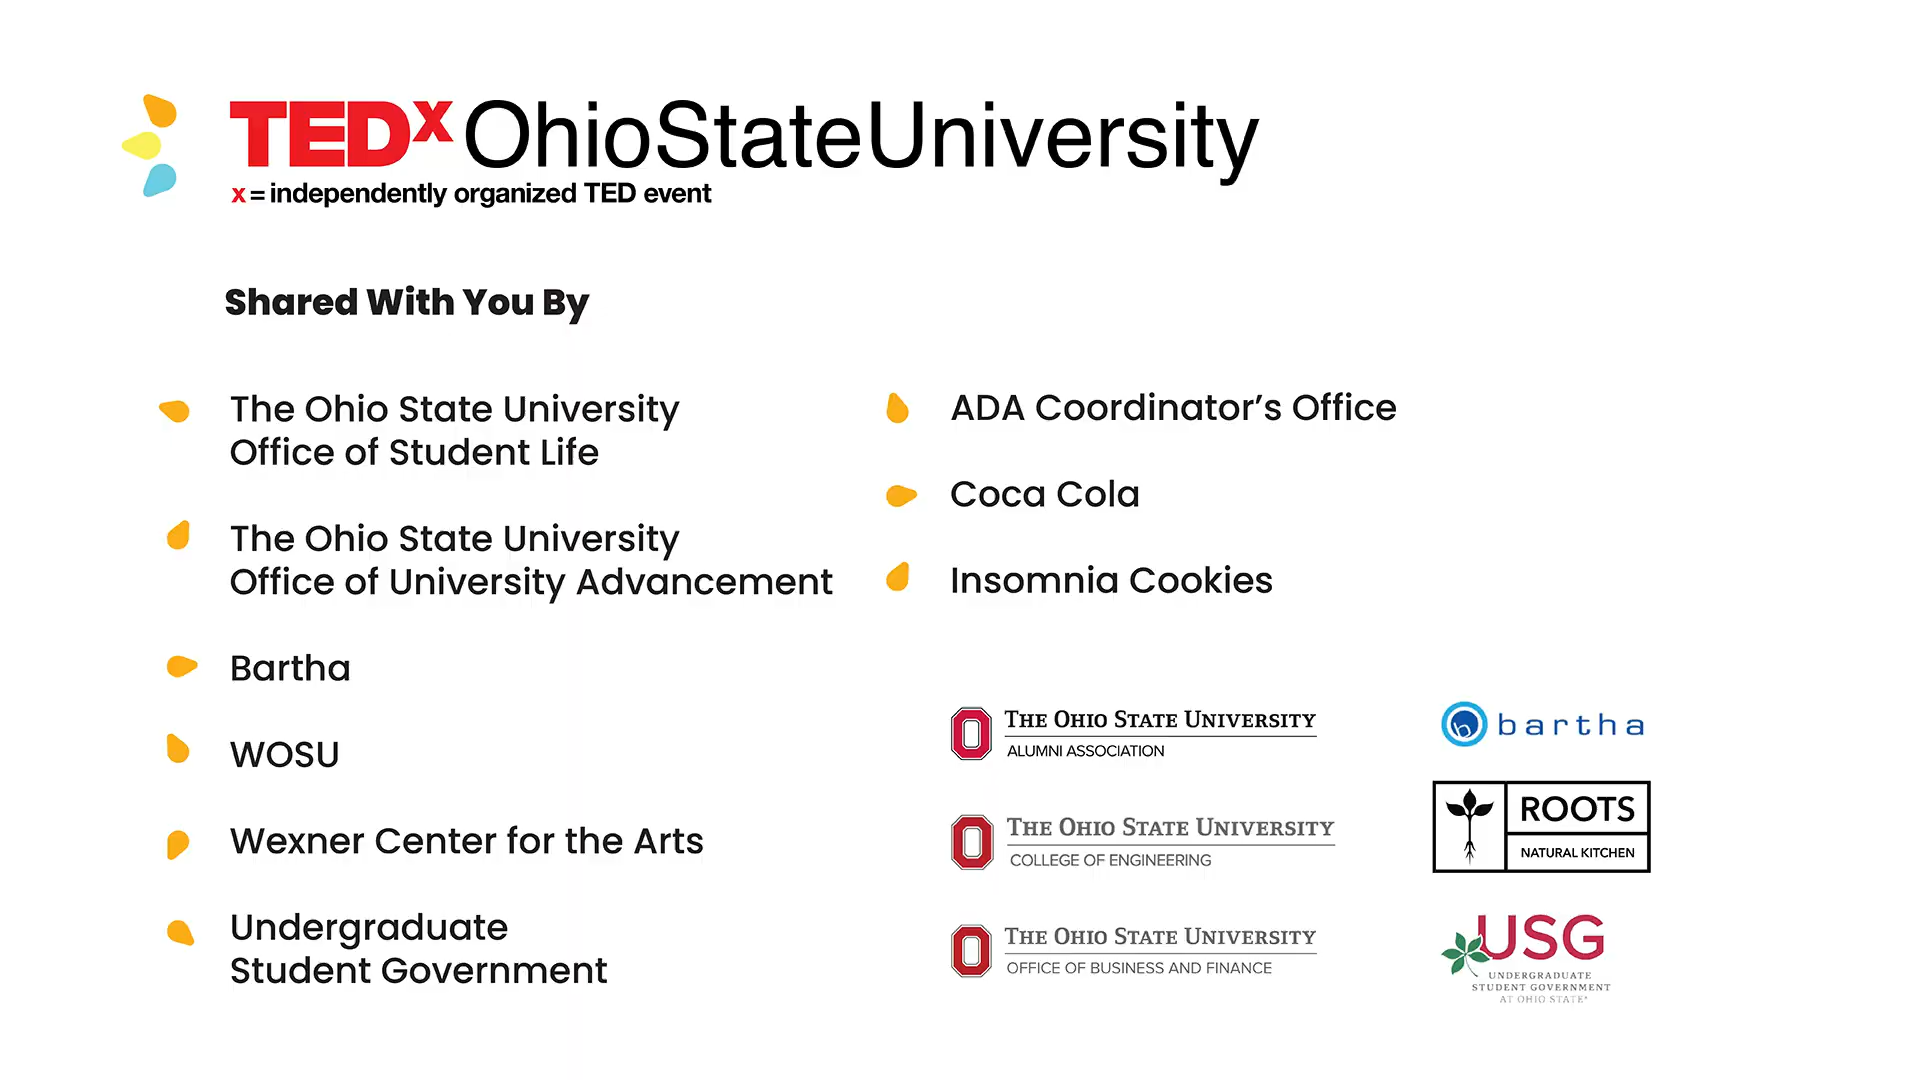 TEDxOhioStateUniversity
x = independently organized TED event
Shared With You By
The Ohio State University
Office of Student Life
The Ohio State University
Office of University Advancement
Bartha
WOSU
Wexner Center for the Arts
Undergraduate
Student Government
ADA Coordinator’s Office
Coca Cola
Insomnia Cookies
THE OHIO STATE UNIVERSITY
ALUMNI ASSOCIATION
THE OHIO STATE UNIVERSITY
COLLEGE OF ENGINEERING
THE OHIO STATE UNIVERSITY
OFFICE OF BUSINESS AND FINANCE
b bartha
ROOTS
NATURAL KITCHEN
USG
UNDERGRADUATE
STUDENT GOVERNMENT
AT OHIO STATE